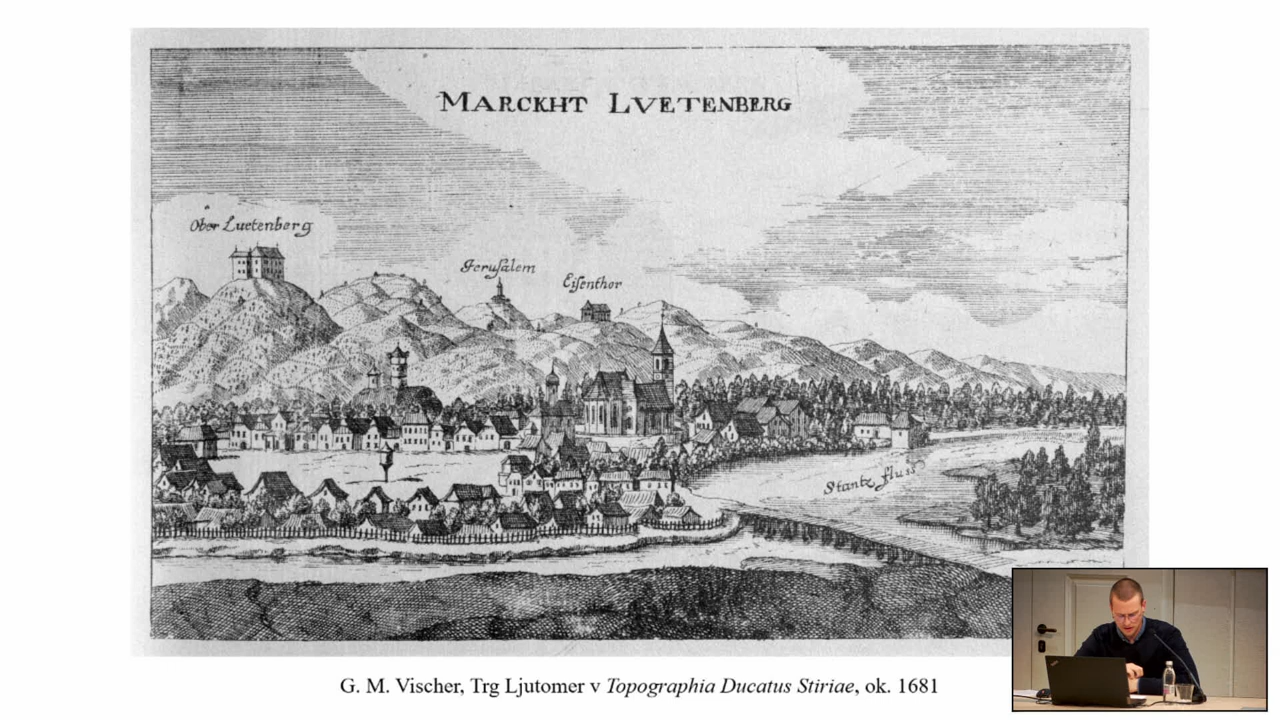 MARCKHT LVETENBERG
Ober Luetenberg
Jerusalem
Eisenthor
Stantz fluss
G. M. Vischer, Trg Ljutomer v Topographia Ducatus Stiriae, ok. 1681